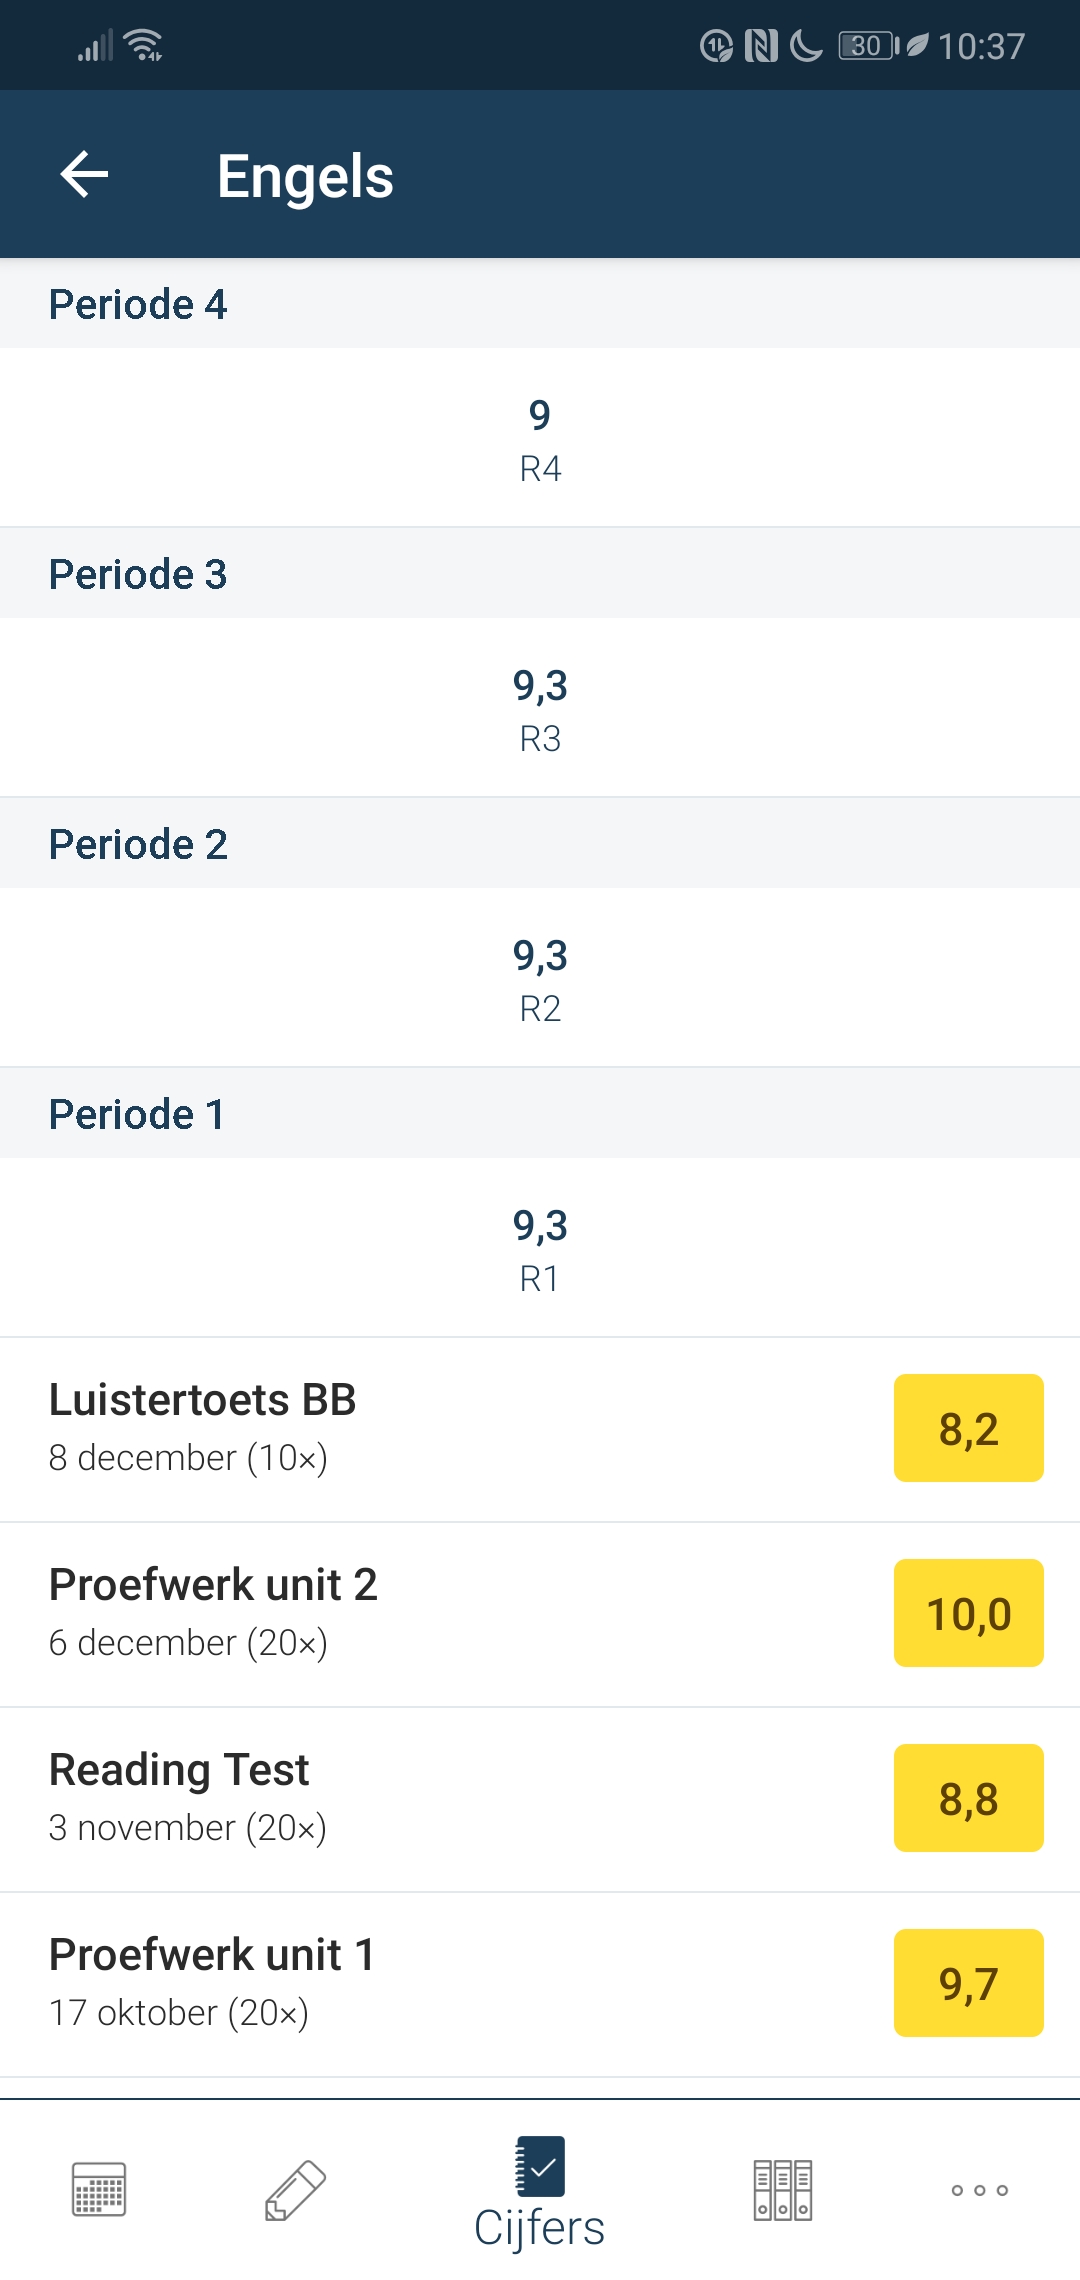 30 10:37
Engels
Periode 4
9
R4
Periode 3
9,3
R3
Periode 2
9,3
R2
Periode 1
9,3
R1
Luistertoets BB
8 december (10×)
8,2
Proefwerk unit 2
6 december (20×)
10,0
Reading Test
3 november (20×)
8,8
Proefwerk unit 1
17 oktober (20×)
9,7
Cijfers